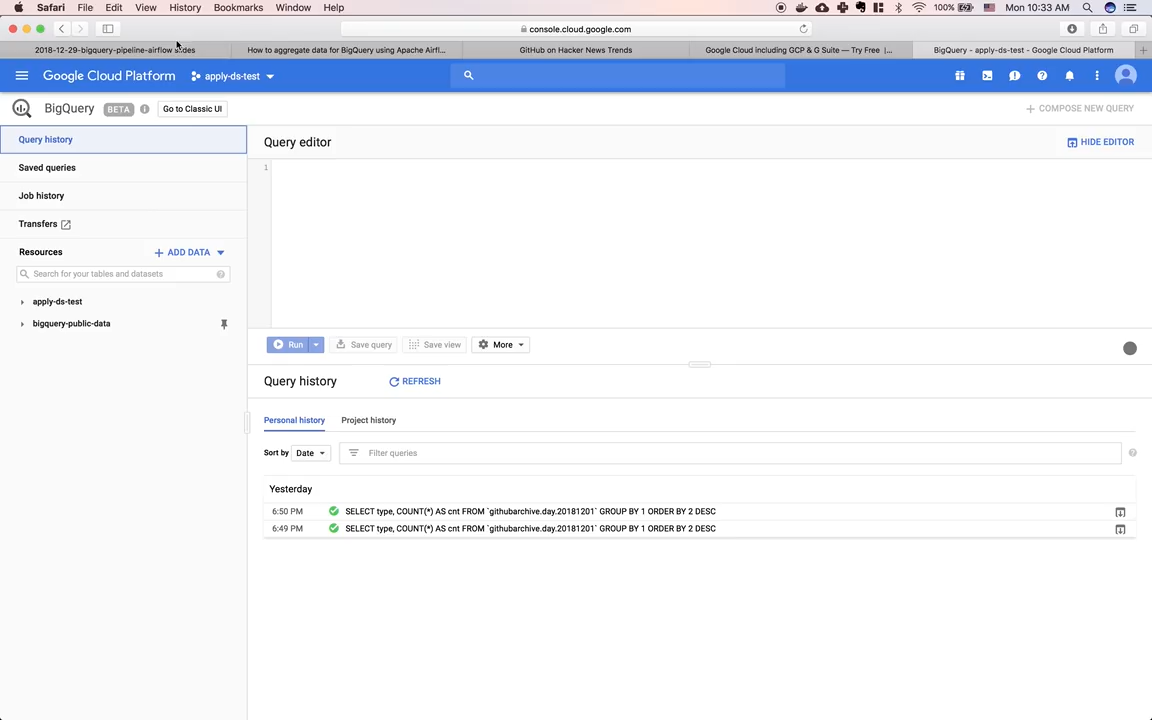 Safari File Edit View History Bookmarks Window Help 100% Mon 10:33 AM
console.cloud.google.com
2018-12-29-bigquery-pipeline-airflow slides How to aggregate data for BigQuery using Apache Airfl... GitHub on Hacker News Trends Google Cloud including GCP & G Suite — Try Free |... BigQuery - apply-ds-test - Google Cloud Platform
Google Cloud Platform apply-ds-test
BigQuery BETA Go to Classic UI COMPOSE NEW QUERY
Query history
Query editor HIDE EDITOR
1
Saved queries
Job history
Transfers
Resources ADD DATA
Search for your tables and datasets
apply-ds-test
bigquery-public-data
Run Save query Save view More
Query history REFRESH
Personal history Project history
Sort by Date Filter queries
Yesterday
6:50 PM SELECT type, COUNT(*) AS cnt FROM `githubarchive.day.20181201` GROUP BY 1 ORDER BY 2 DESC
6:49 PM SELECT type, COUNT(*) AS cnt FROM `githubarchive.day.20181201` GROUP BY 1 ORDER BY 2 DESC